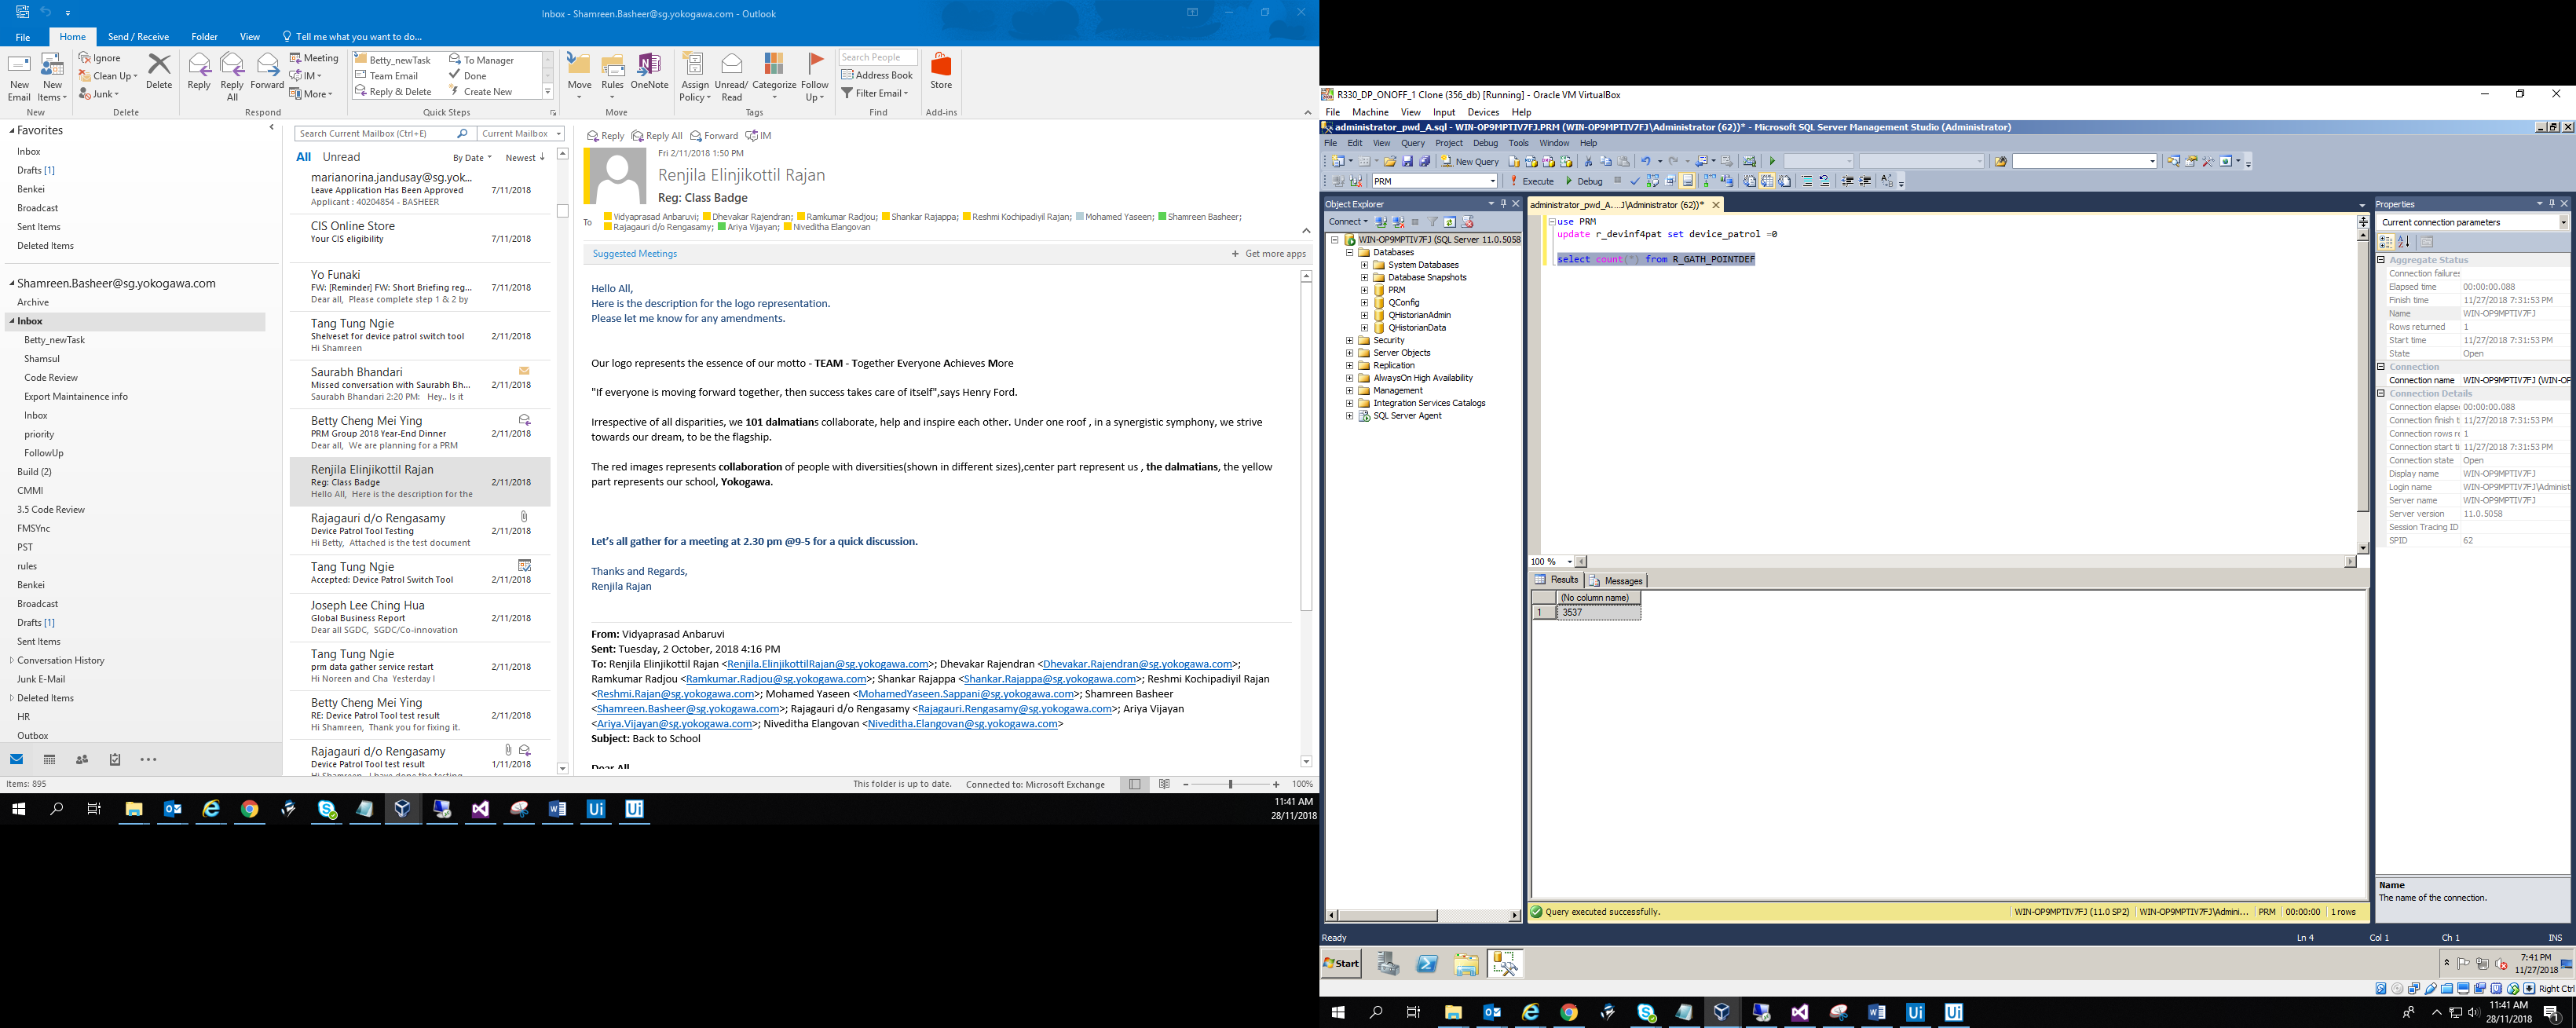 Inbox - Shamreen.Basheer@sg.yokogawa.com - Outlook
File Home Send / Receive Folder View Tell me what you want to do...
New Email
New Items
Ignore
Clean Up
Junk
Delete
Reply
Reply All
Forward
Meeting
IM
More
Betty_newTask
Team Email
Reply & Delete
To Manager
Done
Create New
Move
Rules
OneNote
Assign Policy
Unread/ Read
Categorize
Follow Up
Search People
Address Book
Filter Email
Store
New Delete Respond Quick Steps Move Tags Find Add-ins
Favorites
Inbox
Drafts [1]
Benkei
Broadcast
Sent Items
Deleted Items
Shamreen.Basheer@sg.yokogawa.com
Archive
Inbox
Betty_newTask
Shamsul
Code Review
Export Maintainence info
Inbox
priority
FollowUp
Build (2)
CMMI
3.5 Code Review
FMSYnc
PST
rules
Benkei
Broadcast
Drafts [1]
Sent Items
Conversation History
Junk E-Mail
Deleted Items
HR
Outbox
Items: 895
Search Current Mailbox (Ctrl+E) Current Mailbox
All Unread By Date Newest
marianorina.jandusay@sg.yok...
Leave Application Has Been Approved 7/11/2018
Applicant : 40204854 - BASHEER
CIS Online Store
Your CIS eligibility 7/11/2018
Yo Funaki
FW: [Reminder] FW: Short Briefing reg... 7/11/2018
Dear all, Please complete step 1 & 2 by
Tang Tung Ngie
Shelveset for device patrol switch tool 2/11/2018
Hi Shamreen
Saurabh Bhandari
Missed conversation with Saurabh Bh... 2/11/2018
Saurabh Bhandari 2:20 PM: Hey.. Is it
Betty Cheng Mei Ying
PRM Group 2018 Year-End Dinner 2/11/2018
Dear all, We are planning for a PRM
Renjila Elinjikottil Rajan
Reg: Class Badge 2/11/2018
Hello All, Here is the description for the
Rajagauri d/o Rengasamy
Device Patrol Tool Testing 2/11/2018
Hi Betty, Attached is the test document
Tang Tung Ngie
Accepted: Device Patrol Switch Tool 2/11/2018
Joseph Lee Ching Hua
Global Business Report 2/11/2018
Dear all SGDC, SGDC/Co-innovation
Tang Tung Ngie
prm data gather service restart 2/11/2018
Hi Noreen and Cha Yesterday I
Betty Cheng Mei Ying
RE: Device Patrol Tool test result 2/11/2018
Hi Shamreen, Thank you for fixing it.
Rajagauri d/o Rengasamy
Device Patrol Tool test result 1/11/2018
Reply Reply All Forward IM
Fri 2/11/2018 1:50 PM
Renjila Elinjikottil Rajan
Reg: Class Badge
To Vidyaprasad Anbaruvi; Dhevakar Rajendran; Ramkumar Radjou; Shankar Rajappa; Reshmi Kochipadiyil Rajan; Mohamed Yaseen; Shamreen Basheer;
Rajagauri d/o Rengasamy; Ariya Vijayan; Niveditha Elangovan
Suggested Meetings + Get more apps
Hello All,
Here is the description for the logo representation.
Please let me know for any amendments.
Our logo represents the essence of our motto - TEAM - Together Everyone Achieves More
"If everyone is moving forward together, then success takes care of itself",says Henry Ford.
Irrespective of all disparities, we 101 dalmatians collaborate, help and inspire each other. Under one roof , in a synergistic symphony, we strive
towards our dream, to be the flagship.
The red images represents collaboration of people with diversities(shown in different sizes),center part represent us , the dalmatians, the yellow
part represents our school, Yokogawa.
Let's all gather for a meeting at 2.30 pm @9-5 for a quick discussion.
Thanks and Regards,
Renjila Rajan
From: Vidyaprasad Anbaruvi
Sent: Tuesday, 2 October, 2018 4:16 PM
To: Renjila Elinjikottil Rajan <Renjila.ElinjikottilRajan@sg.yokogawa.com>; Dhevakar Rajendran <Dhevakar.Rajendran@sg.yokogawa.com>;
Ramkumar Radjou <Ramkumar.Radjou@sg.yokogawa.com>; Shankar Rajappa <Shankar.Rajappa@sg.yokogawa.com>; Reshmi Kochipadiyil Rajan
<Reshmi.Rajan@sg.yokogawa.com>; Mohamed Yaseen <MohamedYaseen.Sappani@sg.yokogawa.com>; Shamreen Basheer
<Shamreen.Basheer@sg.yokogawa.com>; Rajagauri d/o Rengasamy <Rajagauri.Rengasamy@sg.yokogawa.com>; Ariya Vijayan
<Ariya.Vijayan@sg.yokogawa.com>; Niveditha Elangovan <Niveditha.Elangovan@sg.yokogawa.com>
Subject: Back to School
Dear All
This folder is up to date. Connected to: Microsoft Exchange 100%
11:41 AM
28/11/2018
R330_DP_ONOFF_1 Clone (356_db) [Running] - Oracle VM VirtualBox
File Machine View Input Devices Help
administrator_pwd_A.sql - WIN-OP9MPTIV7FJ.PRM (WIN-OP9MPTIV7FJ\Administrator (62))* - Microsoft SQL Server Management Studio (Administrator)
File Edit View Query Project Debug Tools Window Help
New Query
PRM Execute Debug
Object Explorer
Connect
WIN-OP9MPTIV7FJ (SQL Server 11.0.5058
Databases
System Databases
Database Snapshots
PRM
QConfig
QHistorianAdmin
QHistorianData
Security
Server Objects
Replication
AlwaysOn High Availability
Management
Integration Services Catalogs
SQL Server Agent
administrator_pwd_A....J\Administrator (62))*
use PRM
update r_devinf4pat set device_patrol =0
select count(*) from R_GATH_POINTDEF
100 %
Results Messages
(No column name)
1 3537
Query executed successfully. WIN-OP9MPTIV7FJ (11.0 SP2) WIN-OP9MPTIV7FJ\Admini... PRM 00:00:00 1 rows
Properties
Current connection parameters
Aggregate Status
Connection failures
Elapsed time 00:00:00.088
Finish time 11/27/2018 7:31:53 PM
Name WIN-OP9MPTIV7FJ
Rows returned 1
Start time 11/27/2018 7:31:53 PM
State Open
Connection
Connection name WIN-OP9MPTIV7FJ (WIN-OP
Connection Details
Connection elapse 00:00:00.088
Connection finish t 11/27/2018 7:31:53 PM
Connection rows re 1
Connection start ti 11/27/2018 7:31:53 PM
Connection state Open
Display name WIN-OP9MPTIV7FJ
Login name WIN-OP9MPTIV7FJ\Administ
Server name WIN-OP9MPTIV7FJ
Server version 11.0.5058
Session Tracing ID
SPID 62
Name
The name of the connection.
Ready Ln 4 Col 1 Ch 1 INS
Start
7:41 PM
11/27/2018
Right Ctrl
11:41 AM
28/11/2018